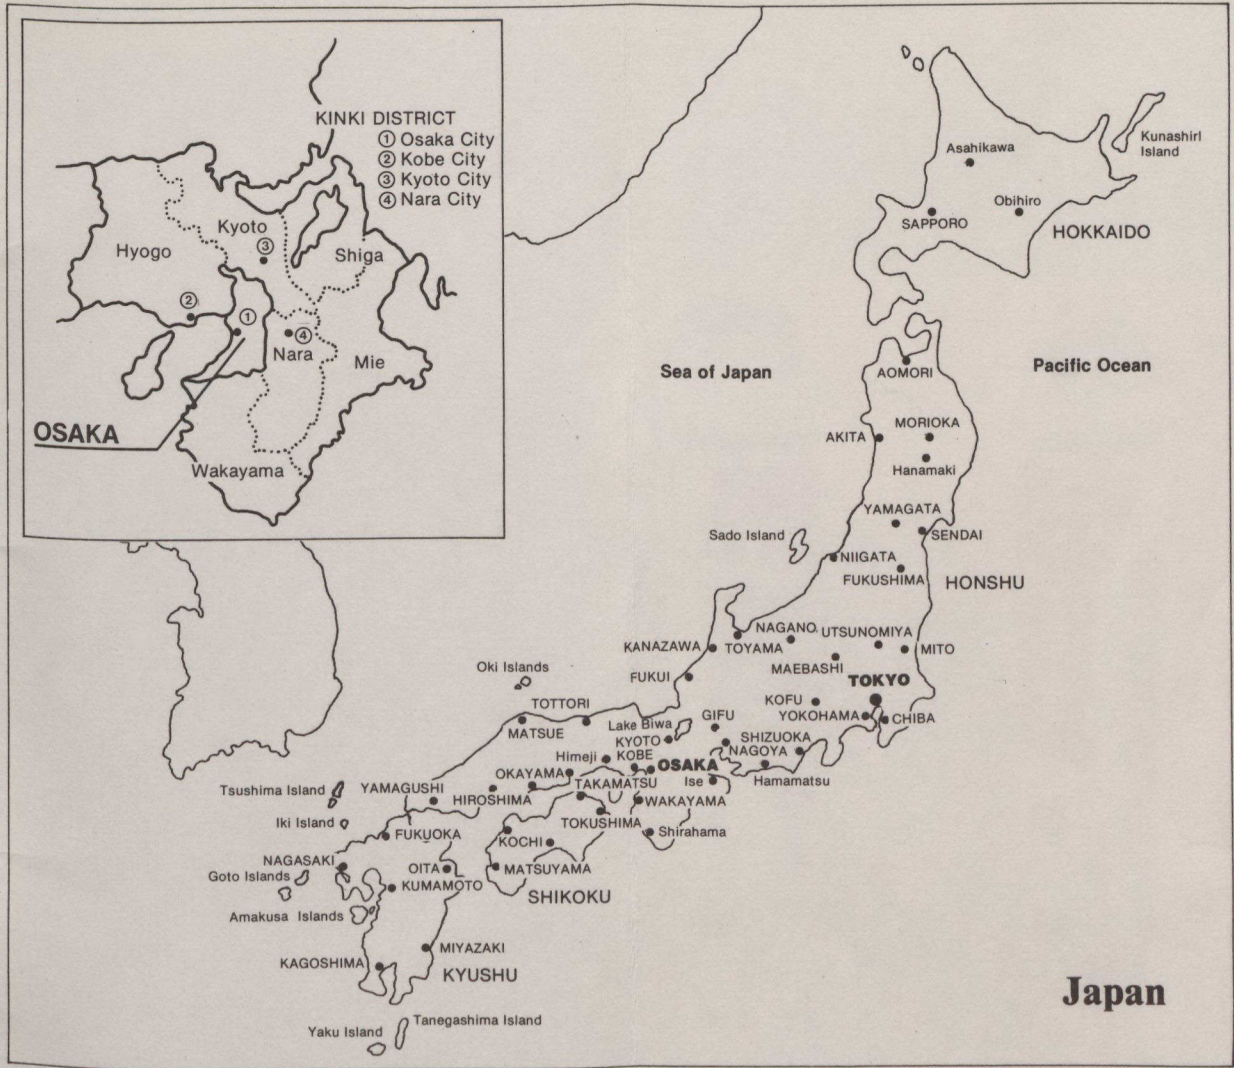 KINKI DISTRICT
① Osaka City
② Kobe City
③ Kyoto City
④ Nara City
Kyoto
③
Hyogo
Shiga
②
①
④
Nara
Mie
OSAKA
Wakayama
Kunashirl
Island
Asahikawa
Obihiro
SAPPORO
HOKKAIDO
Sea of Japan
Pacific Ocean
AOMORI
AKITA
MORIOKA
Hanamaki
YAMAGATA
SENDAI
Sado Island
NIIGATA
FUKUSHIMA
HONSHU
KANAZAWA
TOYAMA
NAGANO
UTSUNOMIYA
MITO
MAEBASHI
FUKUI
TOKYO
Oki Islands
KOFU
TOTTORI
MATSUE
Lake Biwa
GIFU
YOKOHAMA
CHIBA
KYOTO
SHIZUOKA
NAGOYA
Himeji
KOBE
OSAKA
Ise
Hamamatsu
OKAYAMA
TAKAMATSU
Tsushima Island
YAMAGUSHI
HIROSHIMA
WAKAYAMA
Iki Island
TOKUSHIMA
FUKUOKA
KOCHI
Shirahama
NAGASAKI
OITA
MATSUYAMA
Goto Islands
KUMAMOTO
SHIKOKU
Amakusa Islands
MIYAZAKI
KAGOSHIMA
KYUSHU
Japan
Yaku Island
Tanegashima Island